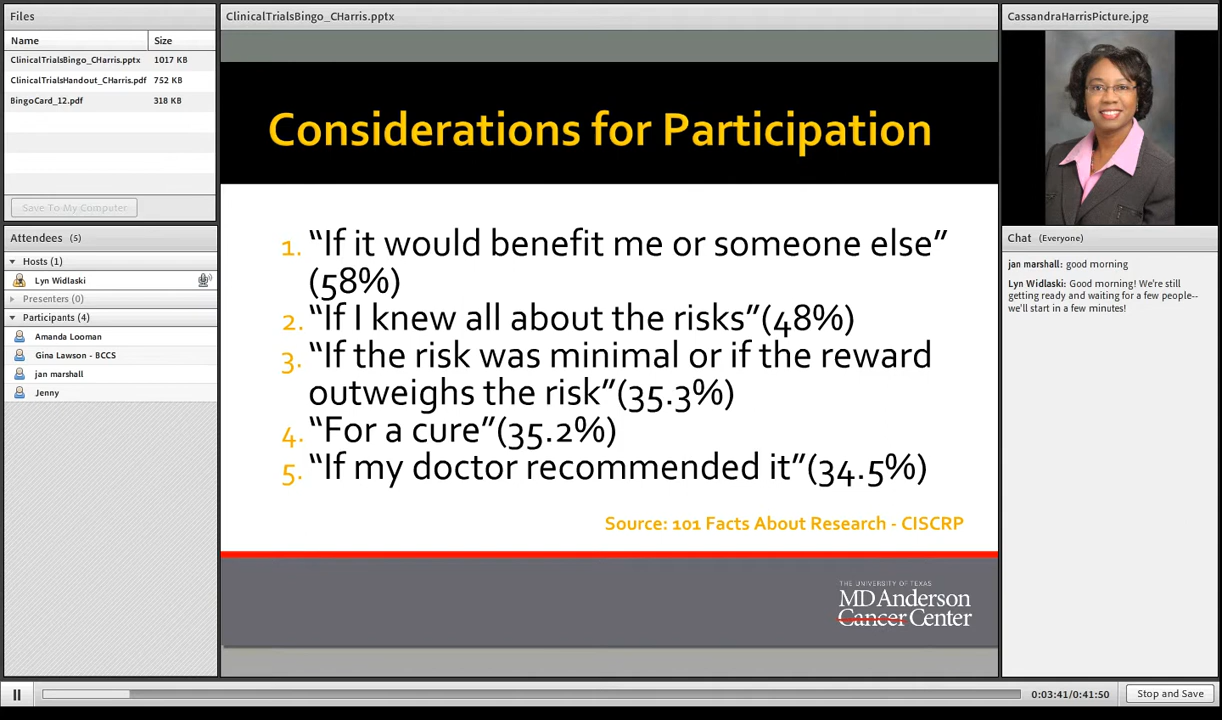 Files
Name Size
ClinicalTrialsBingo_CHarris.pptx 1017 KB
ClinicalTrialsHandout_CHarris.pdf 752 KB
BingoCard_12.pdf 318 KB
Save To My Computer
Attendees (5)
Hosts (1)
Lyn Widlaski
Presenters (0)
Participants (4)
Amanda Looman
Gina Lawson - BCCS
jan marshall
Jenny
ClinicalTrialsBingo_CHarris.pptx
Considerations for Participation
1. “If it would benefit me or someone else”
(58%)
2. “If I knew all about the risks”(48%)
3. “If the risk was minimal or if the reward
outweighs the risk”(35.3%)
4. “For a cure”(35.2%)
5. “If my doctor recommended it”(34.5%)
Source: 101 Facts About Research - CISCRP
THE UNIVERSITY OF TEXAS
MD Anderson
Cancer Center
CassandraHarrisPicture.jpg
Chat (Everyone)
jan marshall: good morning
Lyn Widlaski: Good morning! We're still
getting ready and waiting for a few people--
we'll start in a few minutes!
0:03:41/0:41:50
Stop and Save